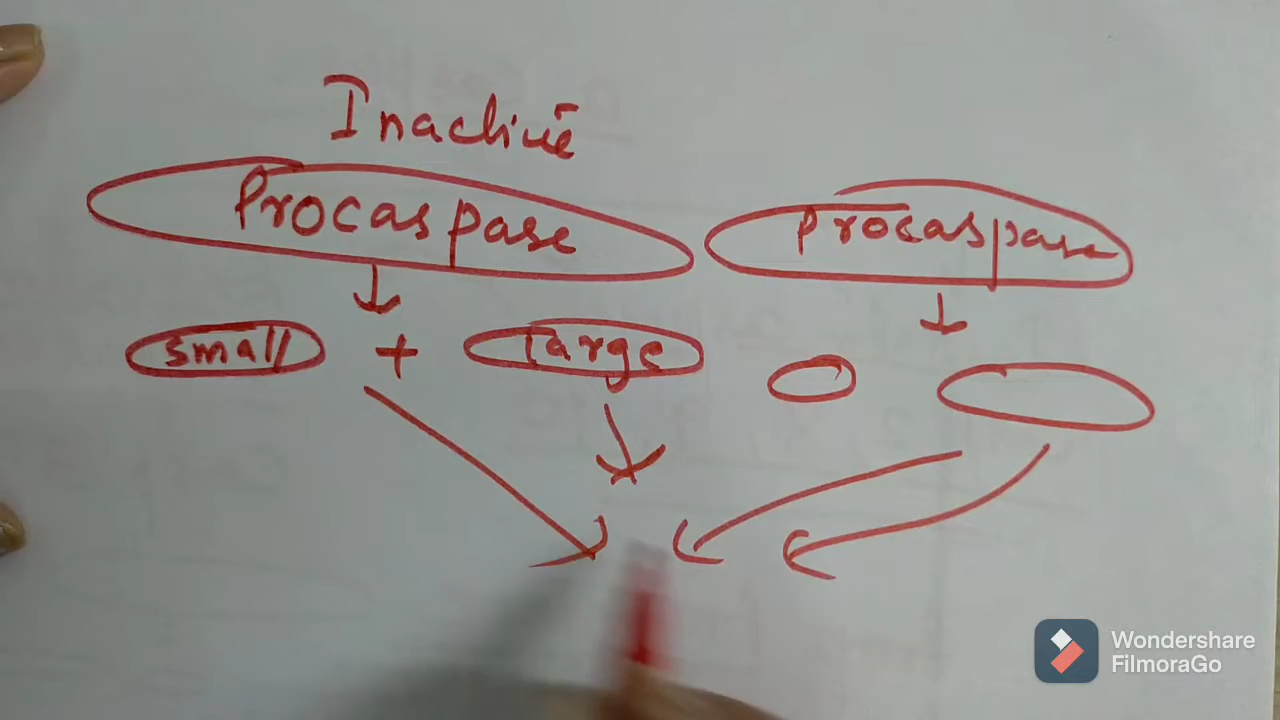 Inactive
Procaspase Procaspase
small + large
Wondershare
FilmoraGo